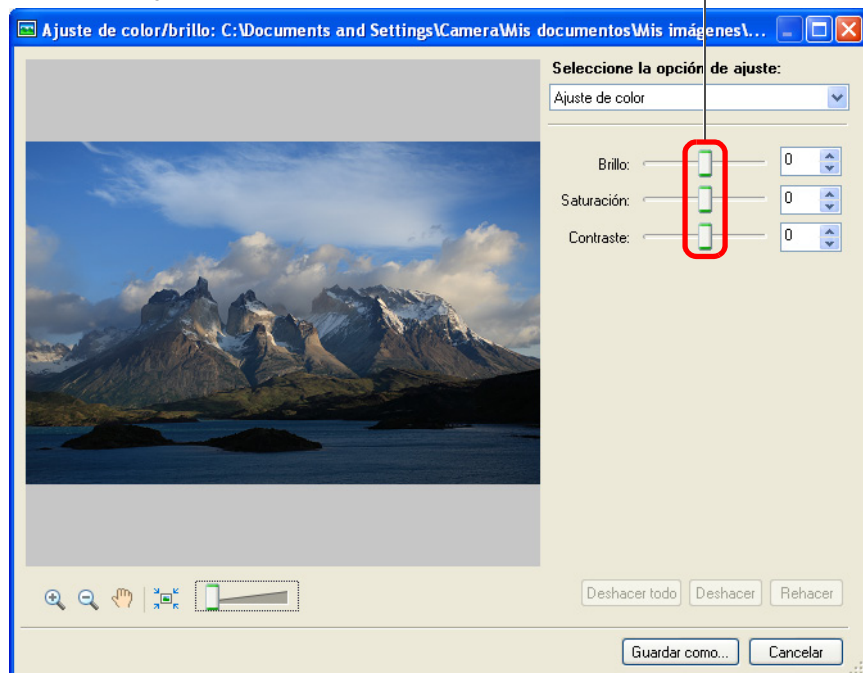 Ajuste de color/brillo: C:\Documents and Settings\Camera\Mis documentos\Mis imágenes\...
Seleccione la opción de ajuste:
Ajuste de color
Brillo: 0
Saturación: 0
Contraste: 0
Deshacer todo Deshacer Rehacer
Guardar como... Cancelar